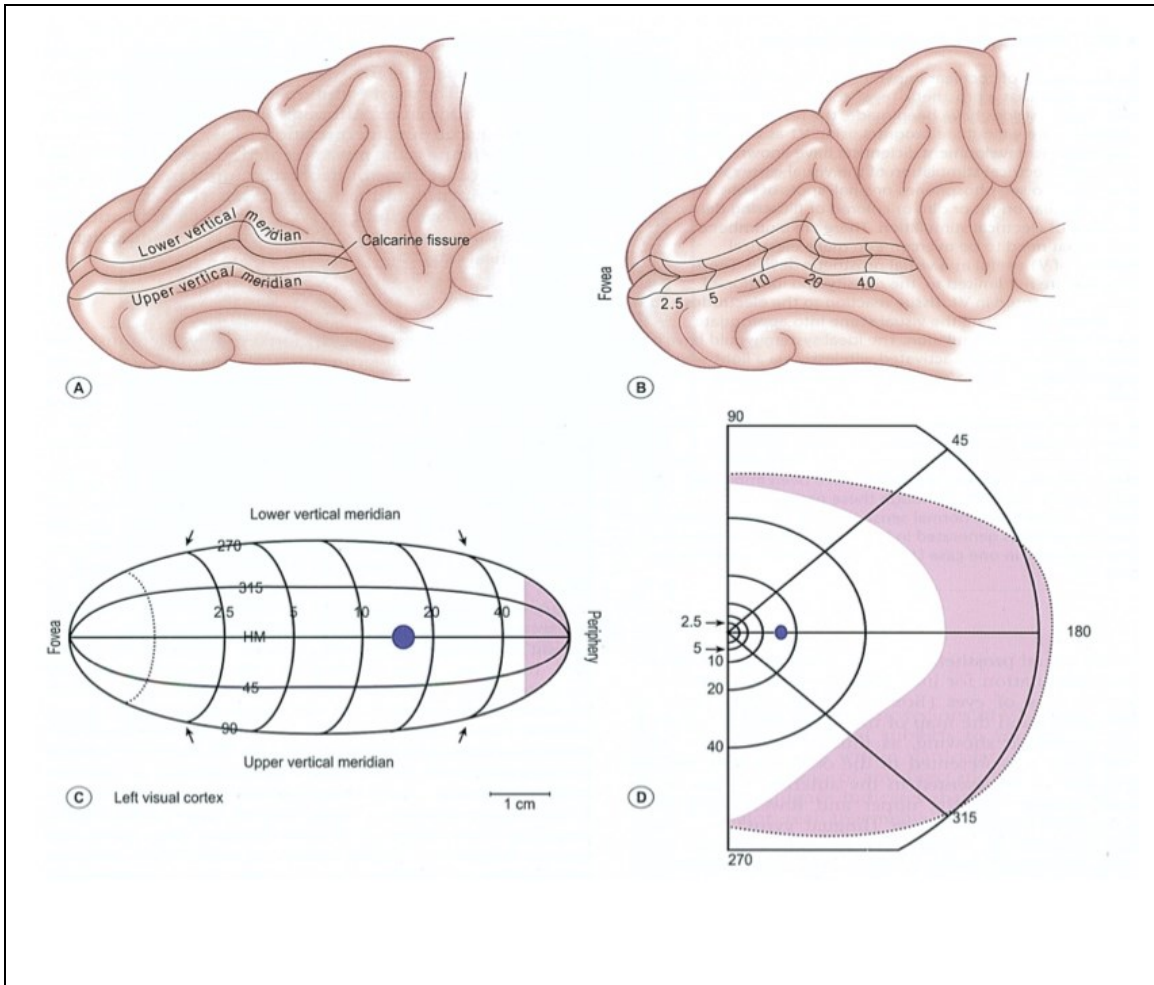 Lower vertical meridian
Calcarine fissure
Upper vertical meridian
A
Fovea
2.5
5
10
20
40
B
Lower vertical meridian
270
315
2.5
5
10
20
40
Fovea
HM
Periphery
45
90
Upper vertical meridian
C Left visual cortex
1 cm
90
45
2.5
5
10
20
40
180
D
315
270